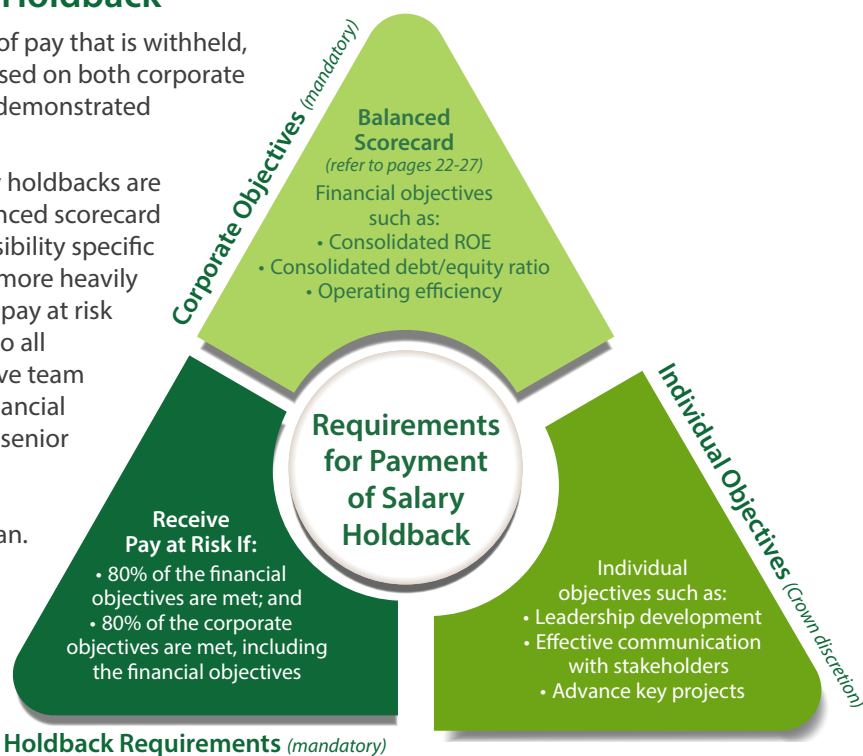 Holdback
of pay that is withheld,
sed on both corporate
demonstrated
holdbacks are
nced scorecard
sibility specific
more heavily
pay at risk
o all
ve team
ancial
senior
an.
Corporate Objectives (mandatory)
Balanced
Scorecard
(refer to pages 22-27)
Financial objectives
such as:
• Consolidated ROE
• Consolidated debt/equity ratio
• Operating efficiency
Requirements
for Payment
of Salary
Holdback
Receive
Pay at Risk If:
• 80% of the financial
objectives are met; and
• 80% of the corporate
objectives are met, including
the financial objectives
Holdback Requirements (mandatory)
Individual Objectives (Crown discretion)
Individual
objectives such as:
• Leadership development
• Effective communication
with stakeholders
• Advance key projects